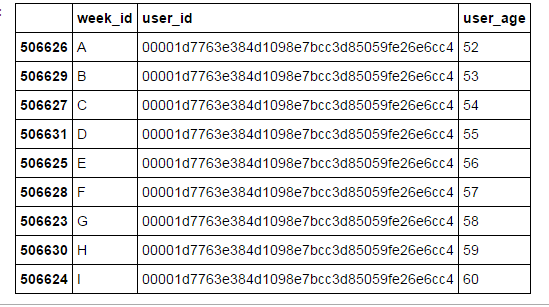 week_id user_id user_age
506626 A 00001d7763e384d1098e7bcc3d85059fe26e6cc4 52
506629 B 00001d7763e384d1098e7bcc3d85059fe26e6cc4 53
506627 C 00001d7763e384d1098e7bcc3d85059fe26e6cc4 54
506631 D 00001d7763e384d1098e7bcc3d85059fe26e6cc4 55
506625 E 00001d7763e384d1098e7bcc3d85059fe26e6cc4 56
506628 F 00001d7763e384d1098e7bcc3d85059fe26e6cc4 57
506623 G 00001d7763e384d1098e7bcc3d85059fe26e6cc4 58
506630 H 00001d7763e384d1098e7bcc3d85059fe26e6cc4 59
506624 I 00001d7763e384d1098e7bcc3d85059fe26e6cc4 60